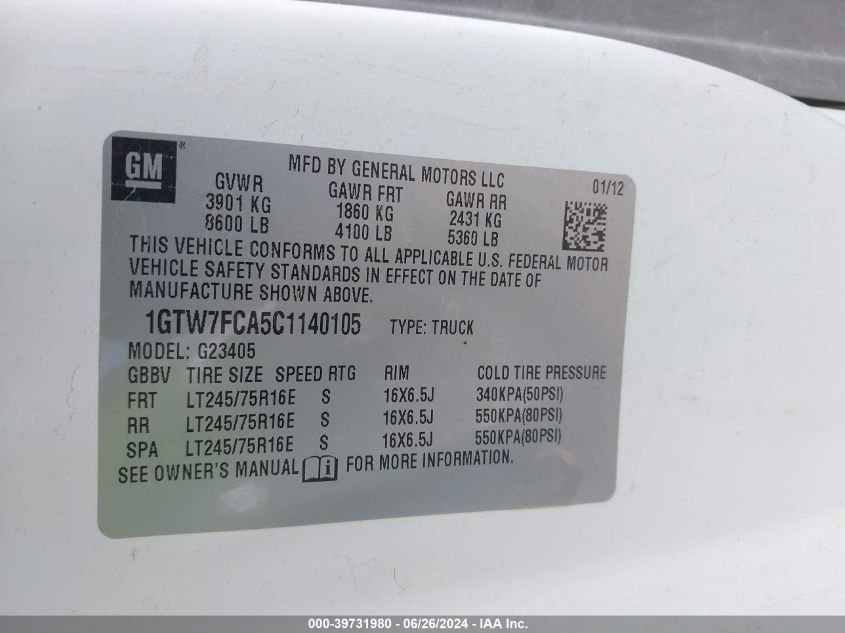 GM ®
MFD BY GENERAL MOTORS LLC 01/12
GVWR GAWR FRT GAWR RR
3901 KG 1860 KG 2431 KG
8600 LB 4100 LB 5360 LB
THIS VEHICLE CONFORMS TO ALL APPLICABLE U.S. FEDERAL MOTOR
VEHICLE SAFETY STANDARDS IN EFFECT ON THE DATE OF
MANUFACTURE SHOWN ABOVE.
1GTW7FCA5C1140105 TYPE: TRUCK
MODEL: G23405
GBBV TIRE SIZE SPEED RTG RIM COLD TIRE PRESSURE
FRT LT245/75R16E S 16X6.5J 340KPA(50PSI)
RR LT245/75R16E S 16X6.5J 550KPA(80PSI)
SPA LT245/75R16E S 16X6.5J 550KPA(80PSI)
SEE OWNER'S MANUAL i FOR MORE INFORMATION.
000-39731980 - 06/26/2024 - IAA Inc.